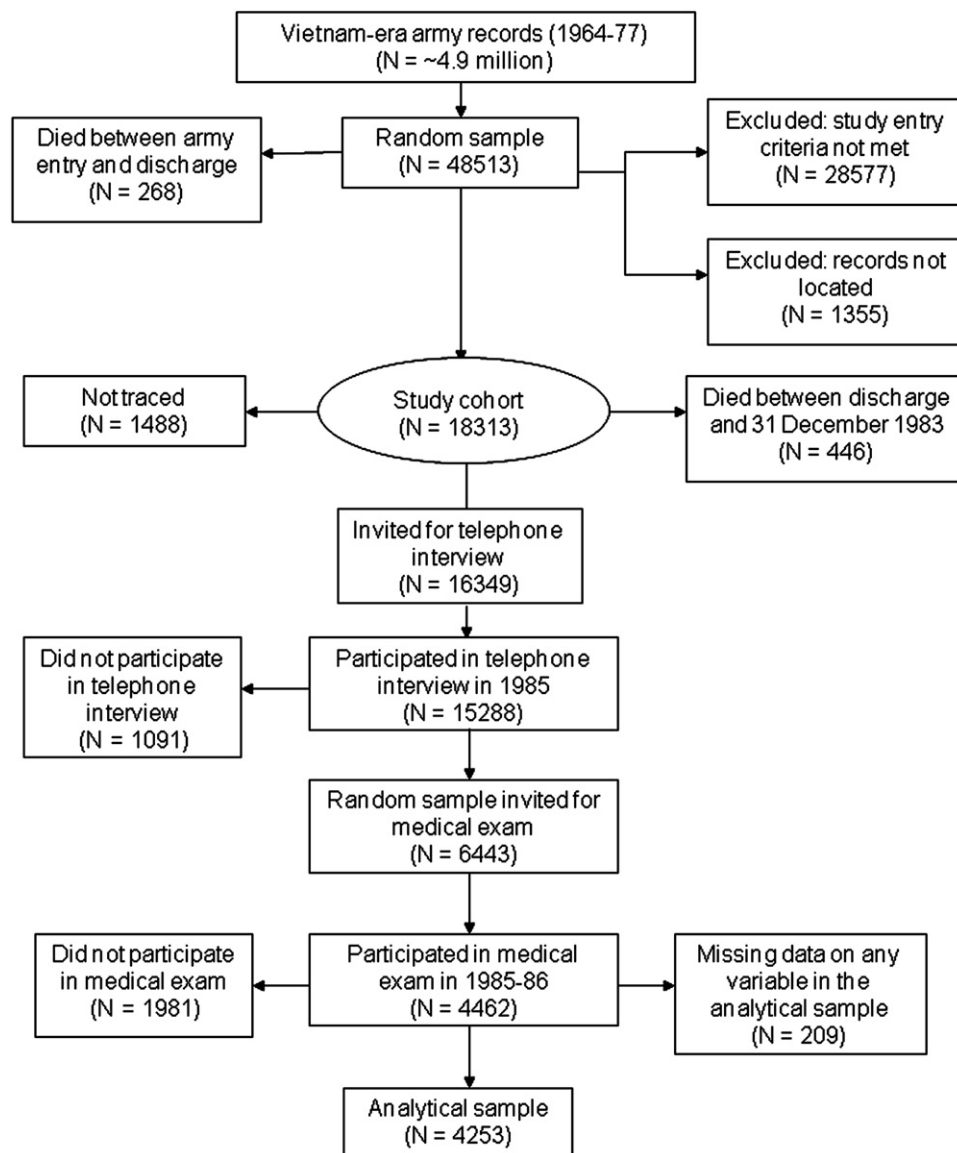 Vietnam-era army records (1964-77)
(N = ~4.9 million)
Died between army
entry and discharge
(N = 268)
Random sample
N = 48513)
Excluded: study entry
criteria not met
N = 28577)
Excluded: records not
located
(N = 1355)
Not traced
(N = 1488)
Study cohort
(N = 18313)
Died between discharge
and 31 December 1983
(N = 446)
Invited for telephone
interview
(N = 16349)
Did not participate
in telephone
interview
(N = 1091)
Participated in telephone
interview in 1985
(N = 15288)
Random sample invited for
medical exam
(N = 6443)
Did not participate
in medical exam
(N = 1981)
Participated in medical
exam in 1985-86
(N = 4462)
Missing data on any
variable in the
analytical sample
(N = 209)
Analytical sample
(N = 4253)